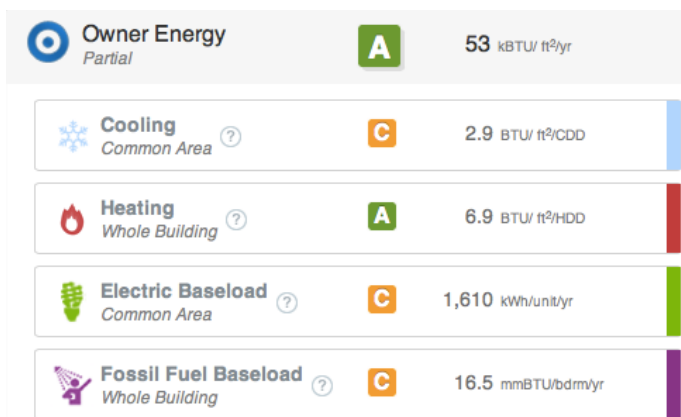 Owner Energy
Partial
A
53 kBTU/ ft²/yr
Cooling ?
Common Area
C
2.9 BTU/ ft²/CDD
Heating ?
Whole Building
A
6.9 BTU/ ft²/HDD
Electric Baseload ?
Common Area
C
1,610 kWh/unit/yr
Fossil Fuel Baseload ?
Whole Building
C
16.5 mmBTU/bdrm/yr